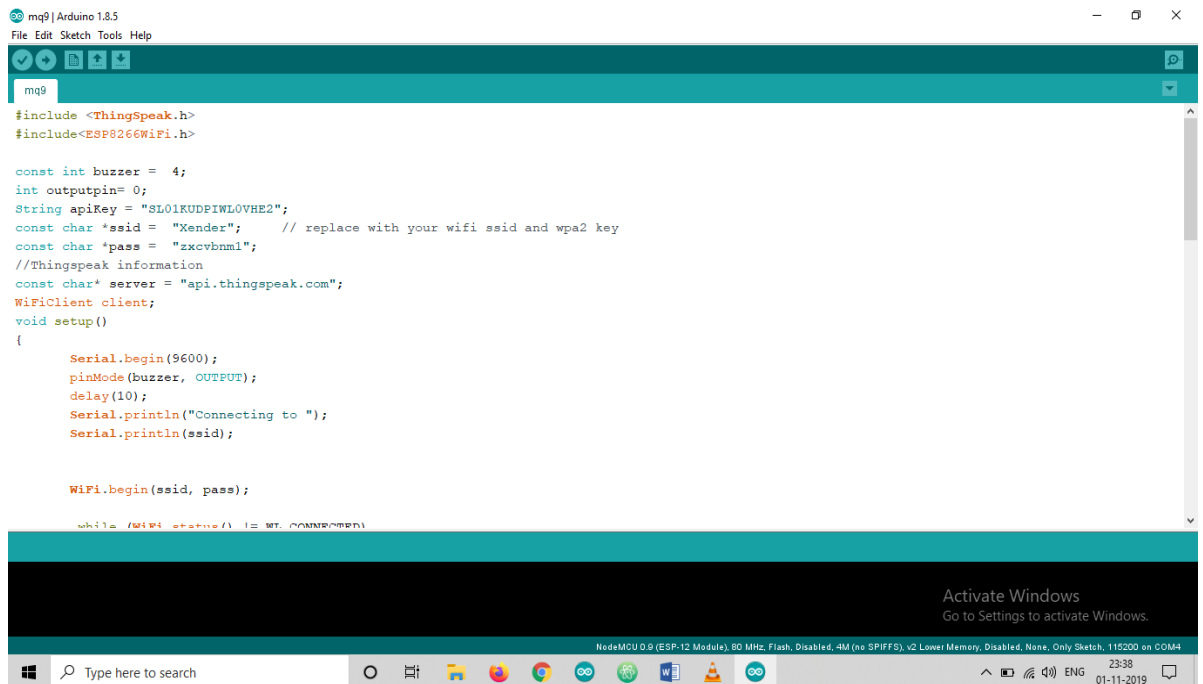 mq9 | Arduino 1.8.5
File Edit Sketch Tools Help
mq9
#include <ThingSpeak.h>
#include<ESP8266WiFi.h>
const int buzzer =  4;
int outputpin= 0;
String apiKey = "SL01KUDPIWL0VHE2";
const char *ssid =  "Xender";     // replace with your wifi ssid and wpa2 key
const char *pass =  "zxcvbnm1";
//Thingspeak information
const char* server = "api.thingspeak.com";
WiFiClient client;
void setup()
{
Serial.begin(9600);
pinMode(buzzer, OUTPUT);
delay(10);
Serial.println("Connecting to ");
Serial.println(ssid);
WiFi.begin(ssid, pass);
while (WiFi.status() != WL_CONNECTED)
Activate Windows
Go to Settings to activate Windows.
NodeMCU 0.9 (ESP-12 Module), 80 MHz, Flash, Disabled, 4M (no SPIFFS), v2 Lower Memory, Disabled, None, Only Sketch, 115200 on COM4
Type here to search
ENG
23:38
01-11-2019